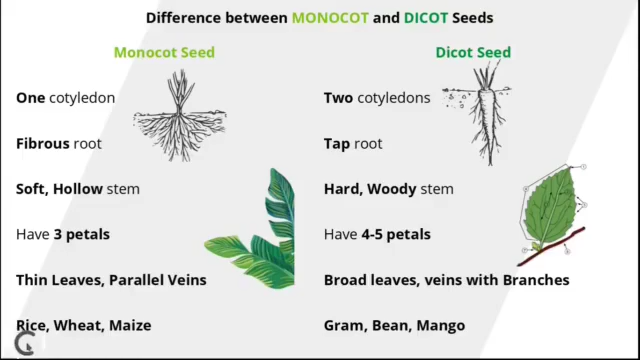 Difference between MONOCOT and DICOT Seeds
Monocot Seed
Dicot Seed
One cotyledon
Two cotyledons
Fibrous root
Tap root
Soft, Hollow stem
Hard, Woody stem
Have 3 petals
Have 4-5 petals
Thin Leaves, Parallel Veins
Broad leaves, veins with Branches
Rice, Wheat, Maize
Gram, Bean, Mango